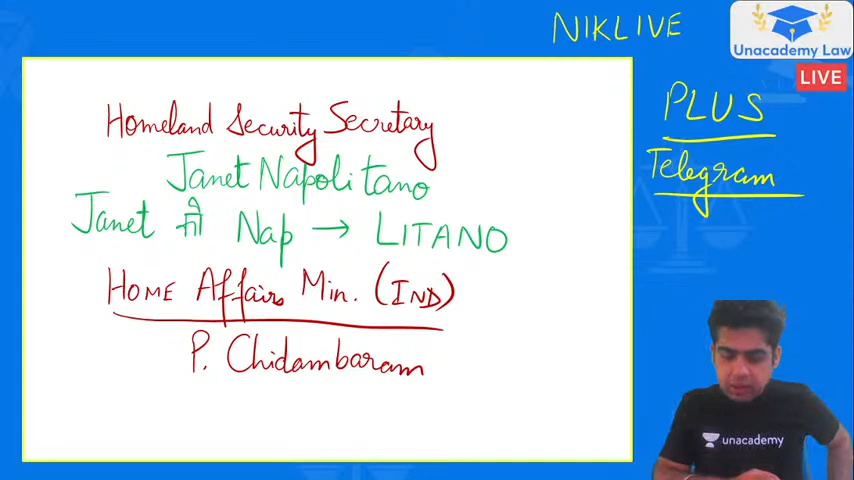 NIKLIVE
Unacademy Law
LIVE
Homeland Security Secretary
Janet Napolitano
Janet जी Nap → LITANO
HOME Affairs Min. (IND)
P. Chidambaram
PLUS
Telegram
unacademy